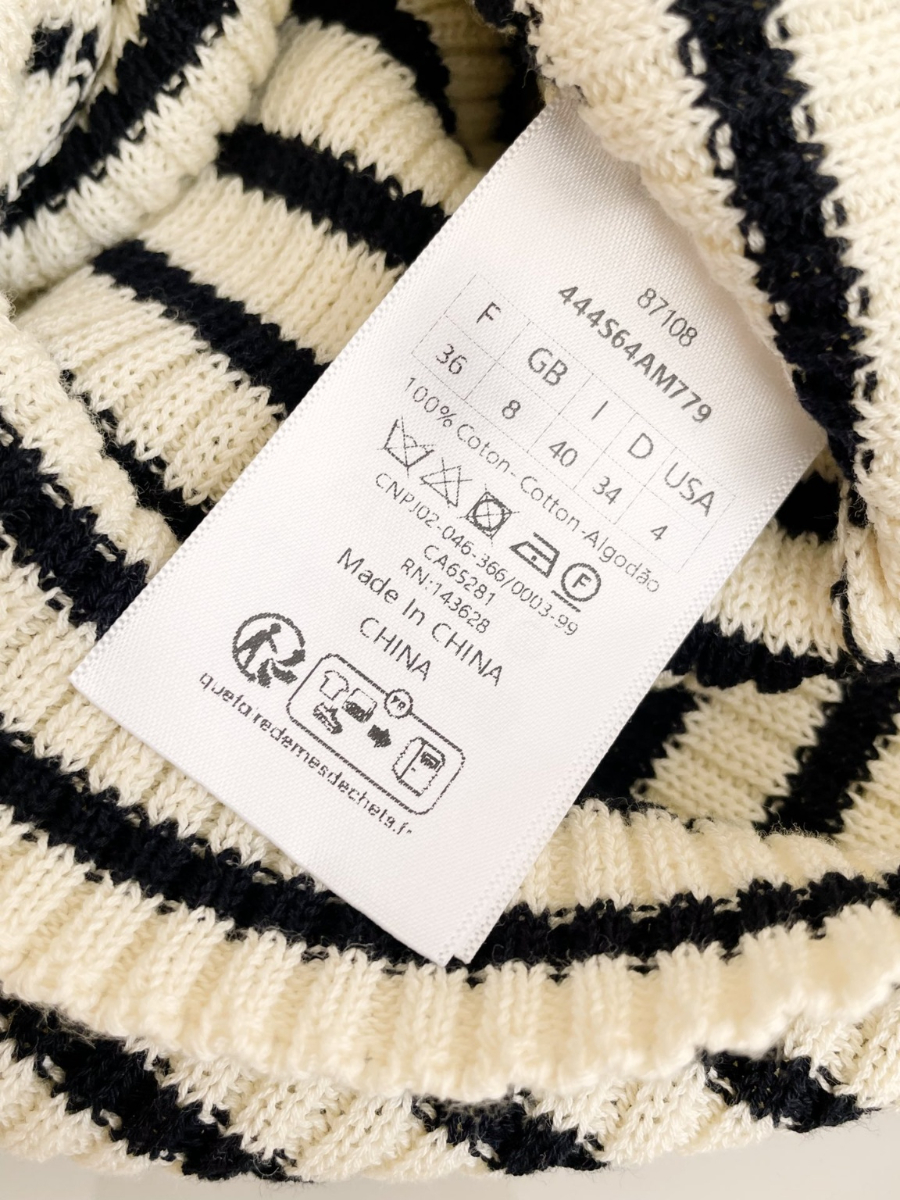 87108
444S64AM779
F GB I D USA
36 8 40 34 4
100% Coton-Cotton-Algodão
F
CNPJ02-046-366/0003-99
CA65281
RN:143628
Made In CHINA
CHINA
FR
quefairedemesdechets.fr